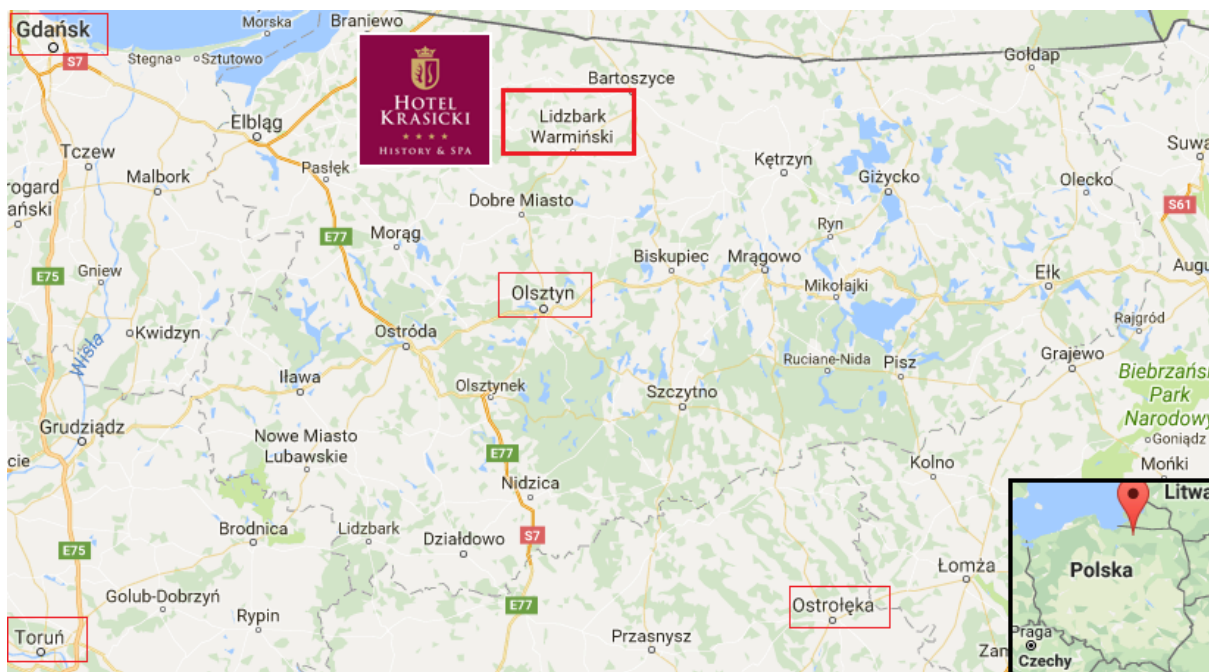 Gdańsk
Morska
Braniewo
Gołdap
S7
Stegna
Sztutowo
Bartoszyce
HOTEL
KRASICKI
HISTORY & SPA
Lidzbark
Warmiński
Elbląg
Tczew
Pasłęk
Kętrzyn
Suwa
Malbork
Giżycko
Olecko
rogard
ański
Dobre Miasto
S61
Ryn
E77
Morąg
Biskupiec
Mrągowo
E75
Gniew
Ełk
Augu
Olsztyn
Mikołajki
Wisła
Kwidzyn
Ostróda
Rajgród
Ruciane-Nida
Grajewo
Iława
Olsztynek
Szczytno
Pisz
Biebrzańs
Park
Narodowy
Grudziądz
Nowe Miasto
Lubawskie
Goniądz
cie
E77
Kolno
Mońki
Nidzica
Litwa
Brodnica
Lidzbark
Działdowo
S7
E75
Łomża
Polska
Golub-Dobrzyń
E77
Ostrołęka
Rypin
Toruń
Przasnysz
Zam
Praga
Czechy